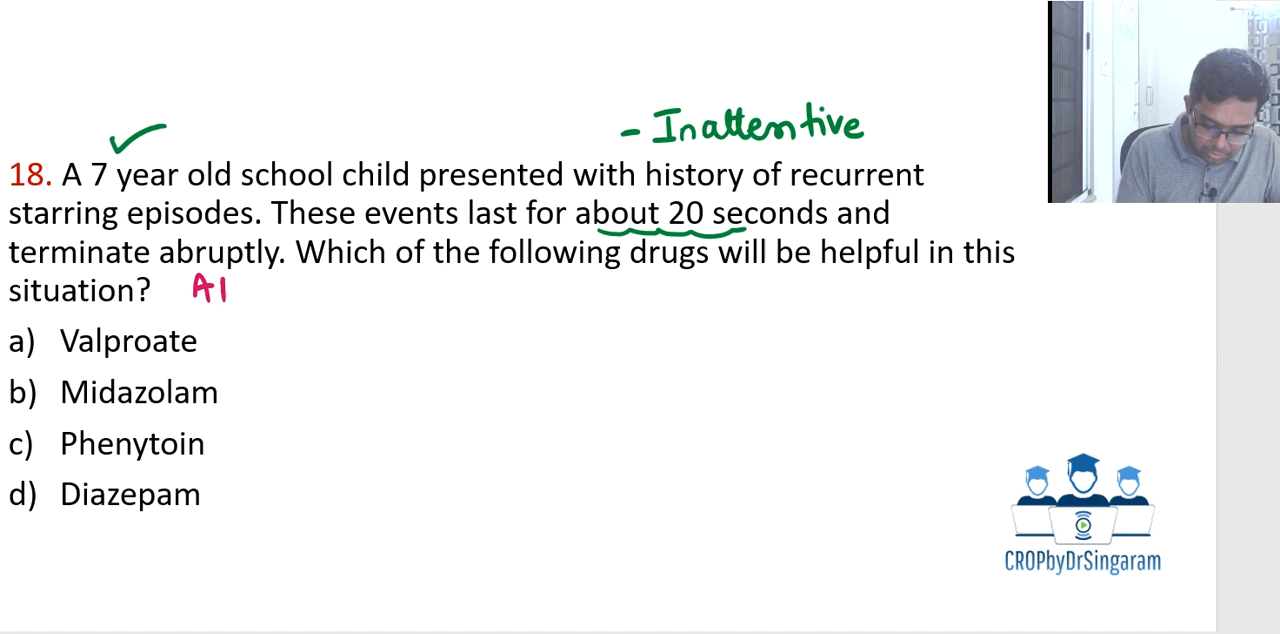 - Inattentive
18. A 7 year old school child presented with history of recurrent
starring episodes. These events last for about 20 seconds and
terminate abruptly. Which of the following drugs will be helpful in this
situation? A1
a) Valproate
b) Midazolam
c) Phenytoin
d) Diazepam
CROPbyDrSingaram